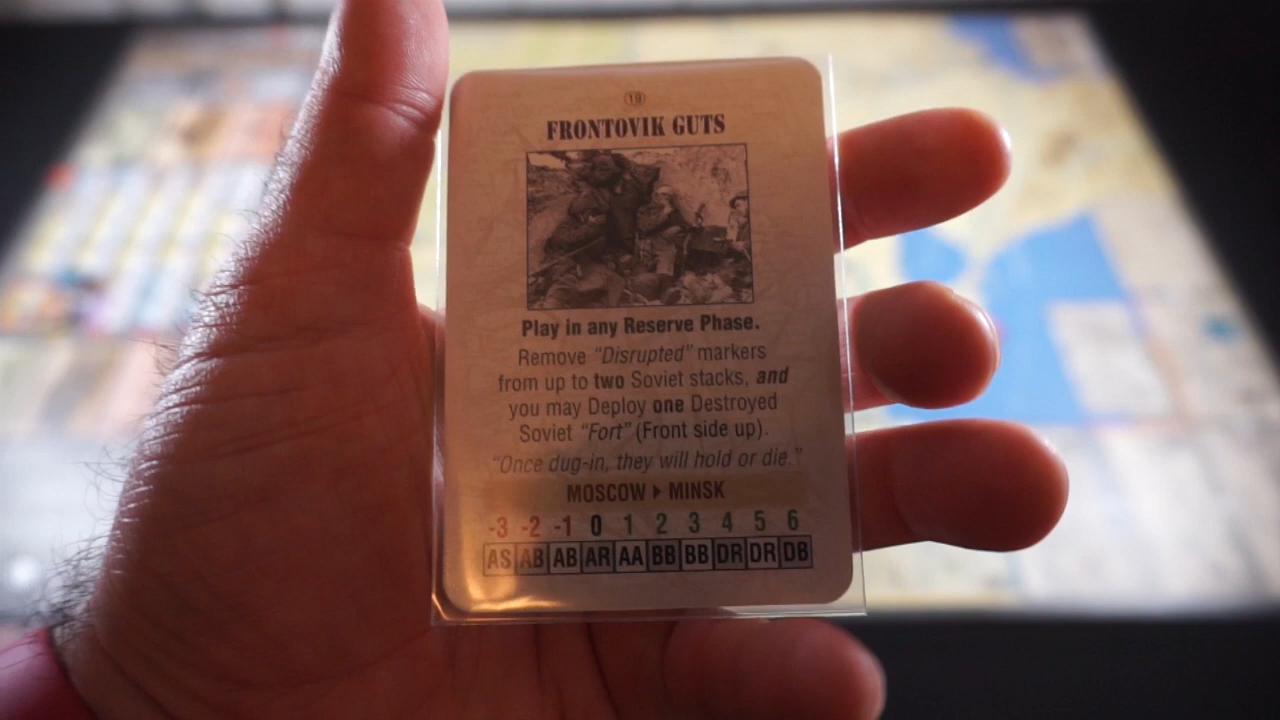 19
FRONTOVIK GUTS
Play in any Reserve Phase.
Remove "Disrupted" markers
from up to two Soviet stacks, and
you may Deploy one Destroyed
Soviet "Fort" (Front side up).
"Once dug-in, they will hold or die."
MOSCOW ▶ MINSK
-3 -2 -1 0 1 2 3 4 5 6
AS AB AB AR AA BB BB DR DR DB